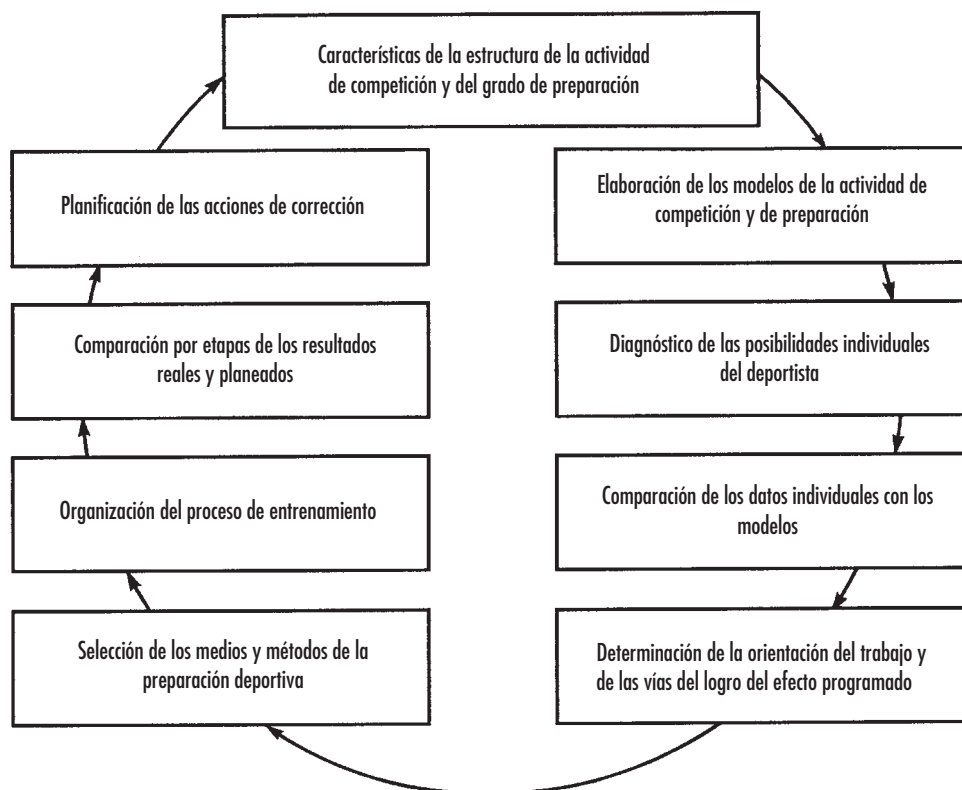 Características de la estructura de la actividad
de competición y del grado de preparación
Elaboración de los modelos de la actividad de
competición y de preparación
Diagnóstico de las posibilidades individuales
del deportista
Comparación de los datos individuales con los
modelos
Determinación de la orientación del trabajo y
de las vías del logro del efecto programado
Selección de los medios y métodos de la
preparación deportiva
Organización del proceso de entrenamiento
Comparación por etapas de los resultados
reales y planeados
Planificación de las acciones de corrección